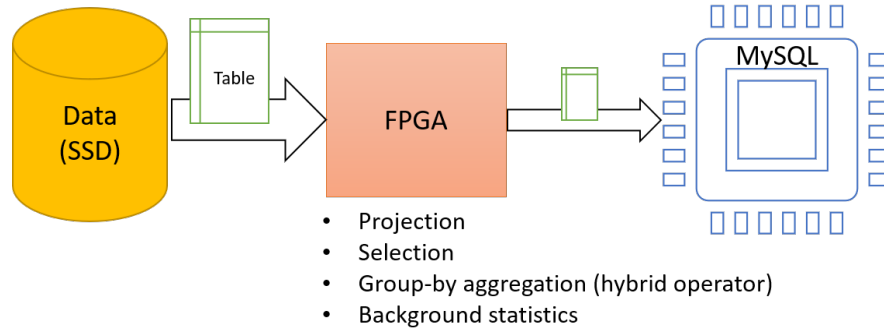 Data
(SSD)
Table
FPGA
MySQL
• Projection
• Selection
• Group-by aggregation (hybrid operator)
• Background statistics